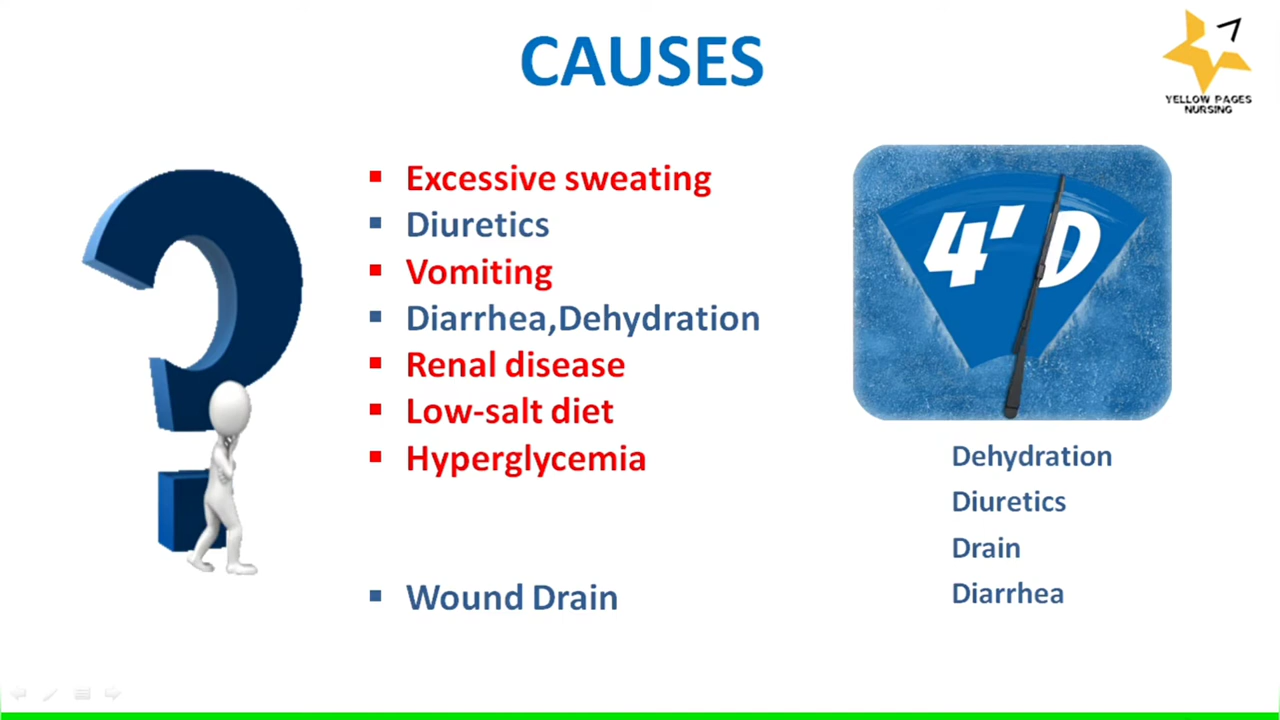 CAUSES
YELLOW PAGES
NURSING
Excessive sweating
Diuretics
Vomiting
Diarrhea,Dehydration
Renal disease
Low-salt diet
Hyperglycemia
Wound Drain
4' D
Dehydration
Diuretics
Drain
Diarrhea